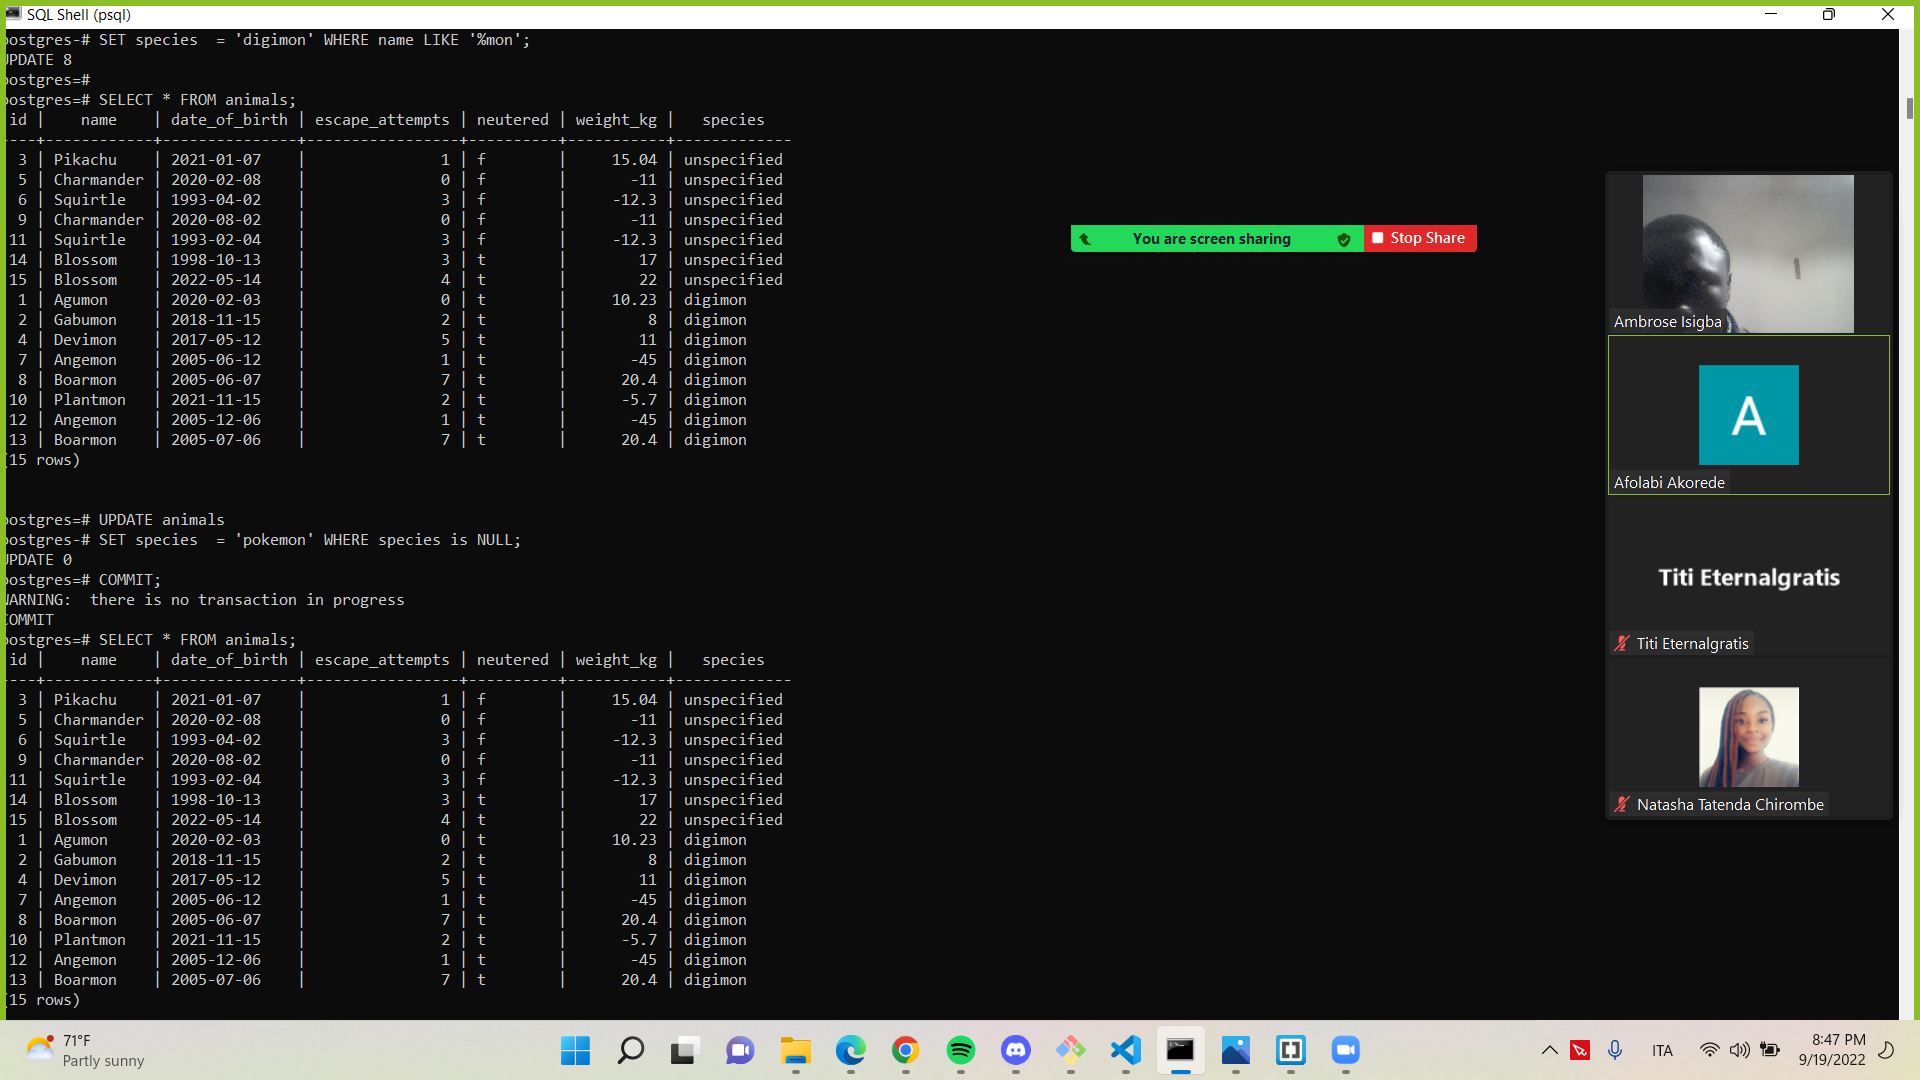 SQL Shell (psql)
postgres-# SET species  = 'digimon' WHERE name LIKE '%mon';
UPDATE 8
postgres=#
postgres=# SELECT * FROM animals;
id |    name    | date_of_birth | escape_attempts | neutered | weight_kg |   species
----+------------+---------------+-----------------+----------+-----------+-------------
3 | Pikachu    | 2021-01-07    |               1 | f        |     15.04 | unspecified
5 | Charmander | 2020-02-08    |               0 | f        |       -11 | unspecified
6 | Squirtle   | 1993-04-02    |               3 | f        |     -12.3 | unspecified
9 | Charmander | 2020-08-02    |               0 | f        |       -11 | unspecified
11 | Squirtle   | 1993-02-04    |               3 | f        |     -12.3 | unspecified
14 | Blossom    | 1998-10-13    |               3 | t        |        17 | unspecified
15 | Blossom    | 2022-05-14    |               4 | t        |        22 | unspecified
1 | Agumon     | 2020-02-03    |               0 | t        |     10.23 | digimon
2 | Gabumon    | 2018-11-15    |               2 | t        |         8 | digimon
4 | Devimon    | 2017-05-12    |               5 | t        |        11 | digimon
7 | Angemon    | 2005-06-12    |               1 | t        |       -45 | digimon
8 | Boarmon    | 2005-06-07    |               7 | t        |      20.4 | digimon
10 | Plantmon   | 2021-11-15    |               2 | t        |      -5.7 | digimon
12 | Angemon    | 2005-12-06    |               1 | t        |       -45 | digimon
13 | Boarmon    | 2005-07-06    |               7 | t        |      20.4 | digimon
(15 rows)
postgres=# UPDATE animals
postgres-# SET species  = 'pokemon' WHERE species is NULL;
UPDATE 0
postgres=# COMMIT;
WARNING:  there is no transaction in progress
COMMIT
postgres=# SELECT * FROM animals;
id |    name    | date_of_birth | escape_attempts | neutered | weight_kg |   species
----+------------+---------------+-----------------+----------+-----------+-------------
3 | Pikachu    | 2021-01-07    |               1 | f        |     15.04 | unspecified
5 | Charmander | 2020-02-08    |               0 | f        |       -11 | unspecified
6 | Squirtle   | 1993-04-02    |               3 | f        |     -12.3 | unspecified
9 | Charmander | 2020-08-02    |               0 | f        |       -11 | unspecified
11 | Squirtle   | 1993-02-04    |               3 | f        |     -12.3 | unspecified
14 | Blossom    | 1998-10-13    |               3 | t        |        17 | unspecified
15 | Blossom    | 2022-05-14    |               4 | t        |        22 | unspecified
1 | Agumon     | 2020-02-03    |               0 | t        |     10.23 | digimon
2 | Gabumon    | 2018-11-15    |               2 | t        |         8 | digimon
4 | Devimon    | 2017-05-12    |               5 | t        |        11 | digimon
7 | Angemon    | 2005-06-12    |               1 | t        |       -45 | digimon
8 | Boarmon    | 2005-06-07    |               7 | t        |      20.4 | digimon
10 | Plantmon   | 2021-11-15    |               2 | t        |      -5.7 | digimon
12 | Angemon    | 2005-12-06    |               1 | t        |       -45 | digimon
13 | Boarmon    | 2005-07-06    |               7 | t        |      20.4 | digimon
(15 rows)
You are screen sharing
Stop Share
Ambrose Isigba
A
Afolabi Akorede
Titi Eternalgratis
Titi Eternalgratis
Natasha Tatenda Chirombe
71°F
Partly sunny
ITA
8:47 PM
9/19/2022